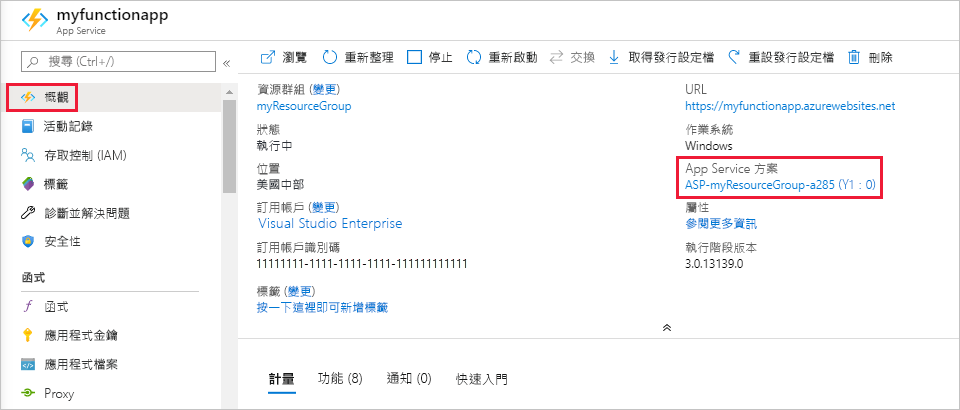 myfunctionapp
App Service
搜尋 (Ctrl+/)
«
概觀
活動記錄
存取控制 (IAM)
標籤
診斷並解決問題
安全性
函式
函式
應用程式金鑰
應用程式檔案
Proxy
瀏覽 重新整理 停止 重新啟動 交換 取得發行設定檔 重設發行設定檔 刪除
資源群組 (變更)
myResourceGroup
狀態
執行中
位置
美國中部
訂用帳戶 (變更)
Visual Studio Enterprise
訂用帳戶識別碼
11111111-1111-1111-1111-111111111111
標籤 (變更)
按一下這裡即可新增標籤
URL
https://myfunctionapp.azurewebsites.net
作業系統
Windows
App Service 方案
ASP-myResourceGroup-a285 (Y1 : 0)
屬性
參閱更多資訊
執行階段版本
3.0.13139.0
計量 功能 (8) 通知 (0) 快速入門